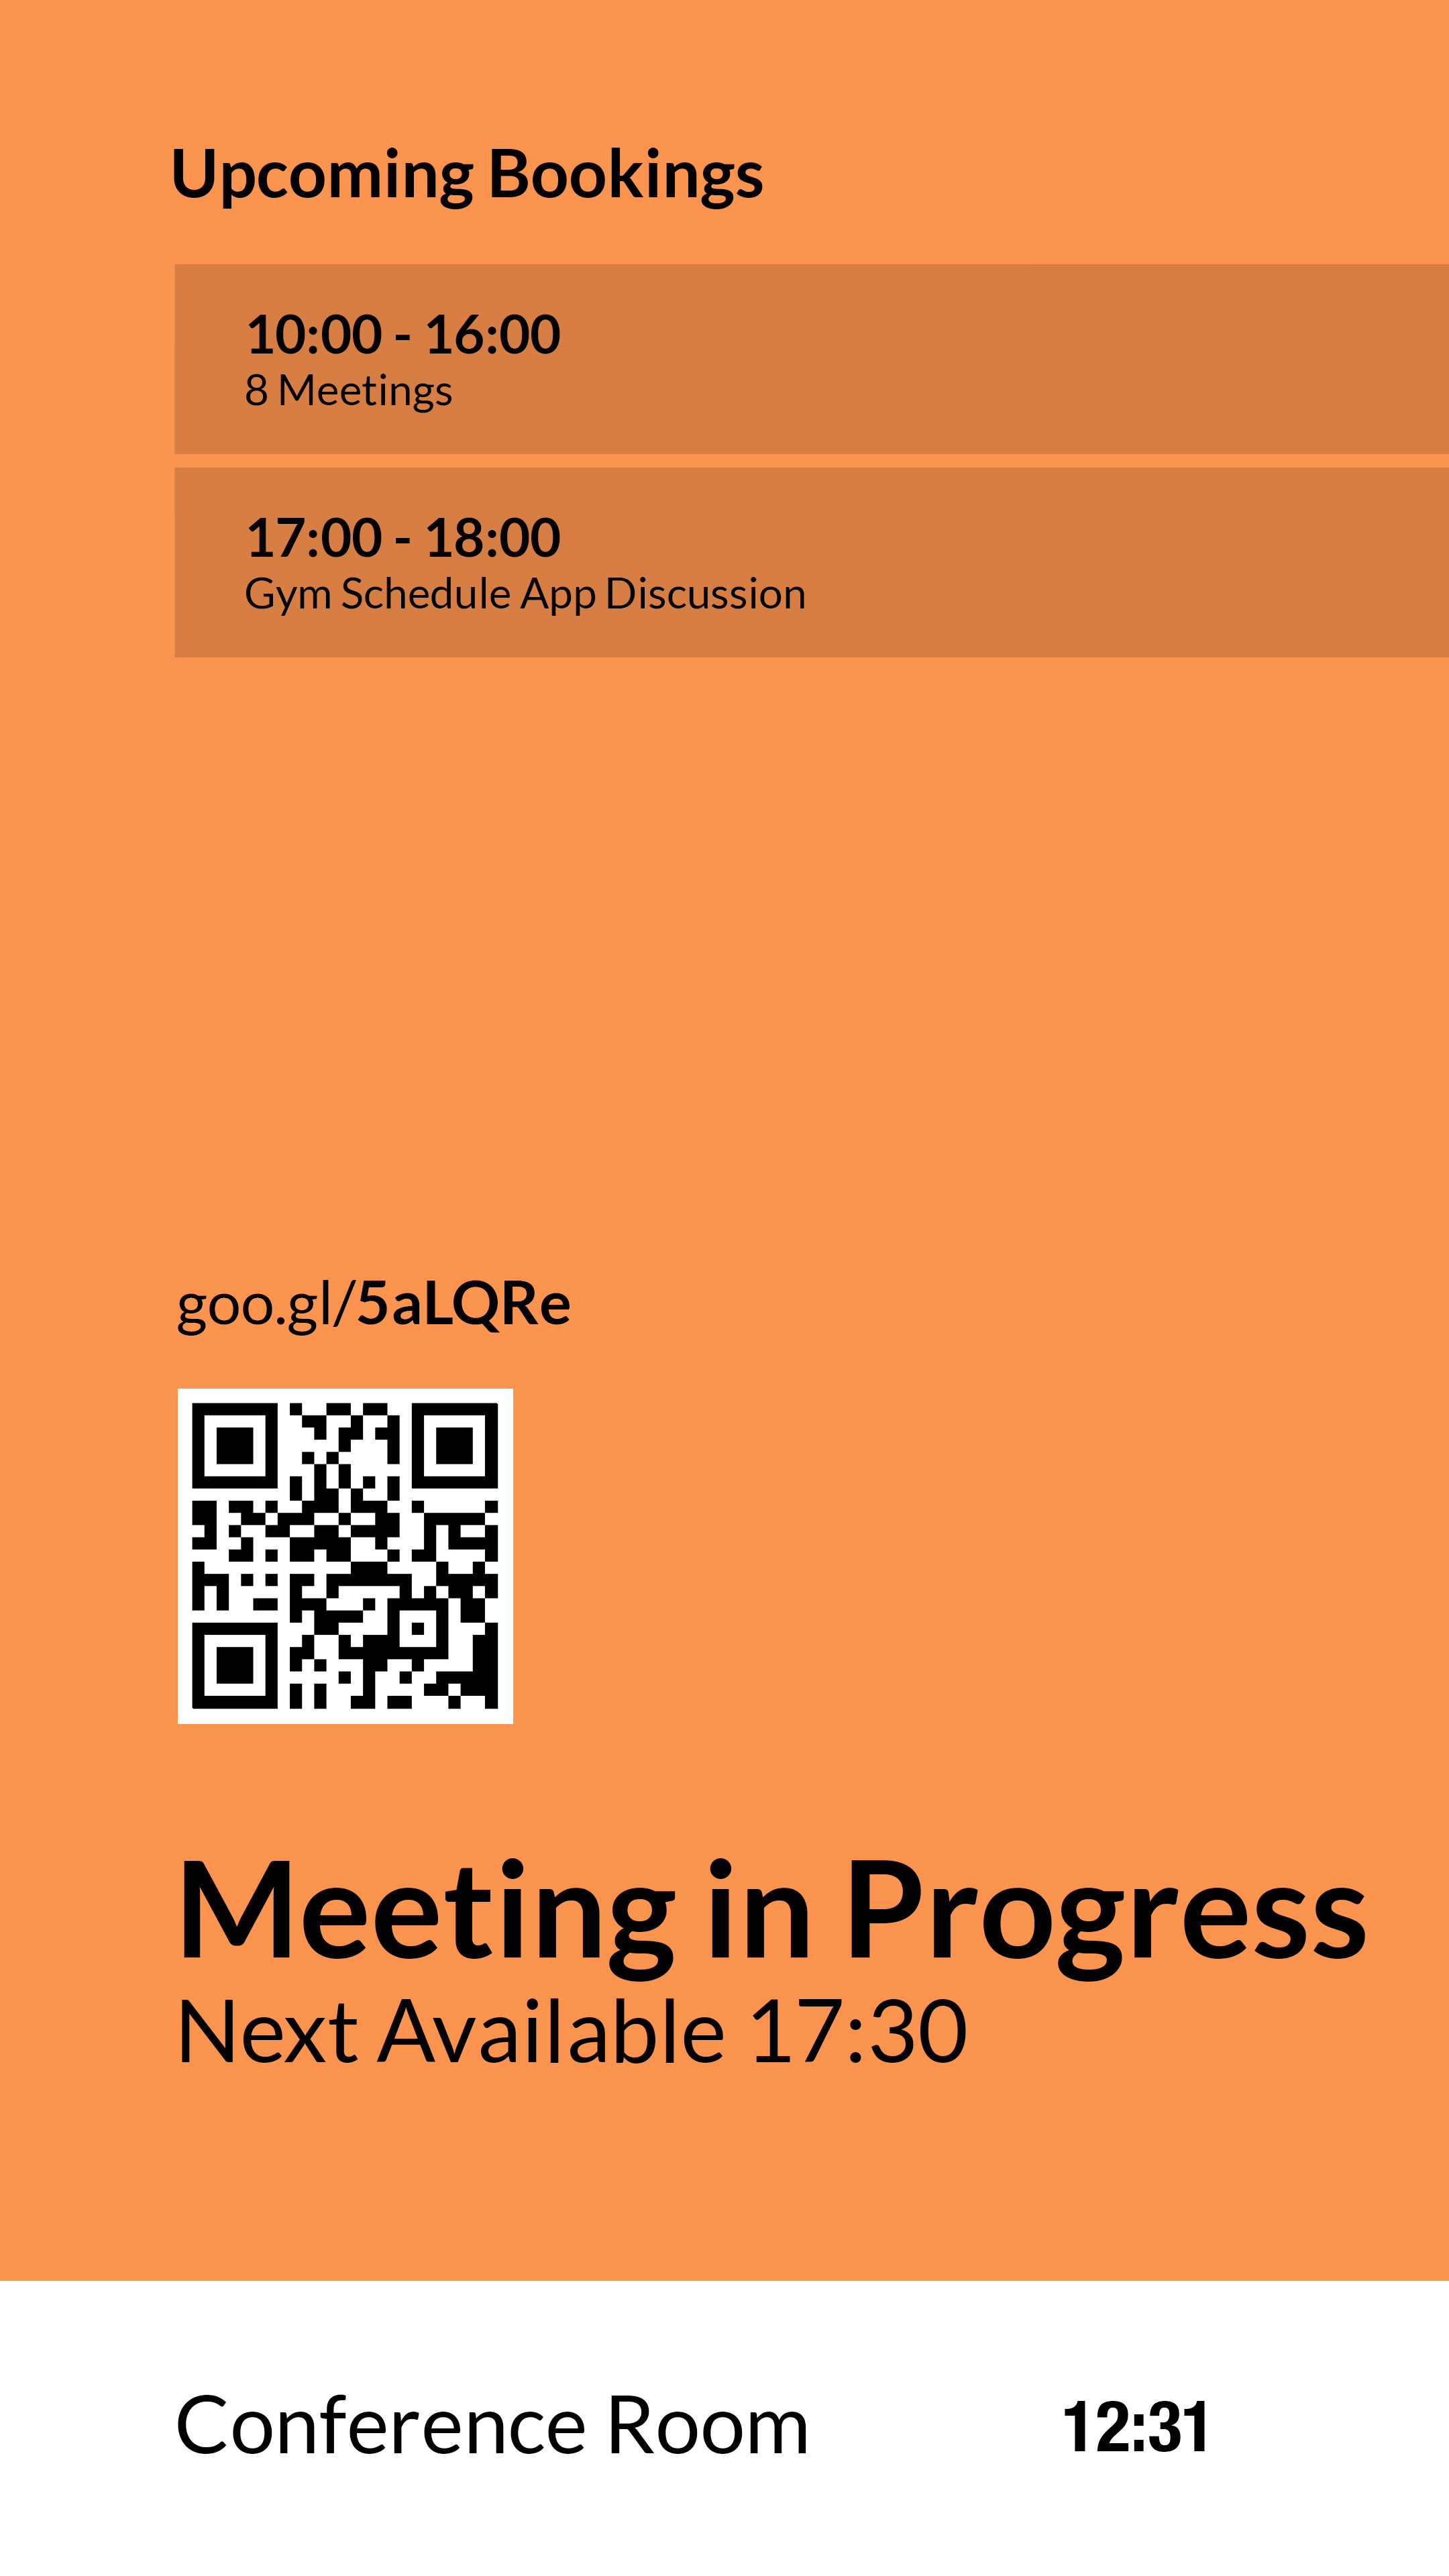 Upcoming Bookings
10:00 - 16:00
8 Meetings
17:00 - 18:00
Gym Schedule App Discussion
goo.gl/5aLQRe
Meeting in Progress
Next Available 17:30
Conference Room
12:31